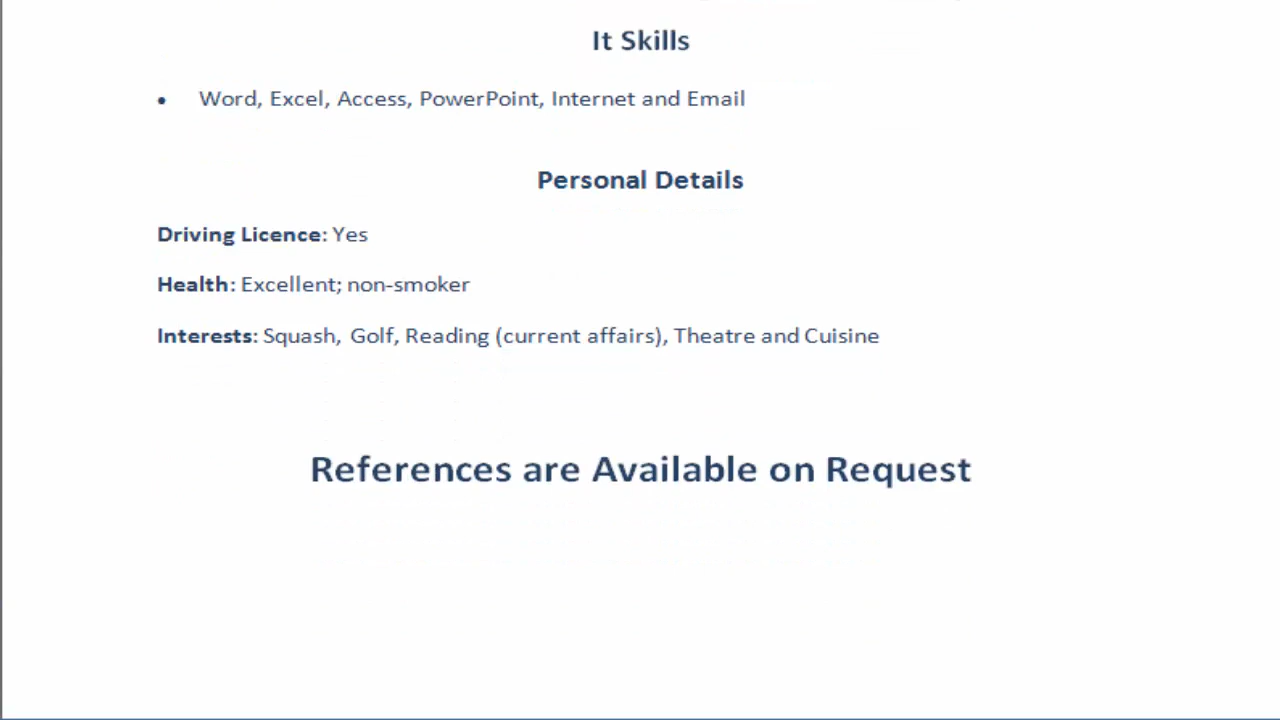 It Skills
• Word, Excel, Access, PowerPoint, Internet and Email
Personal Details
Driving Licence: Yes
Health: Excellent; non-smoker
Interests: Squash, Golf, Reading (current affairs), Theatre and Cuisine
References are Available on Request